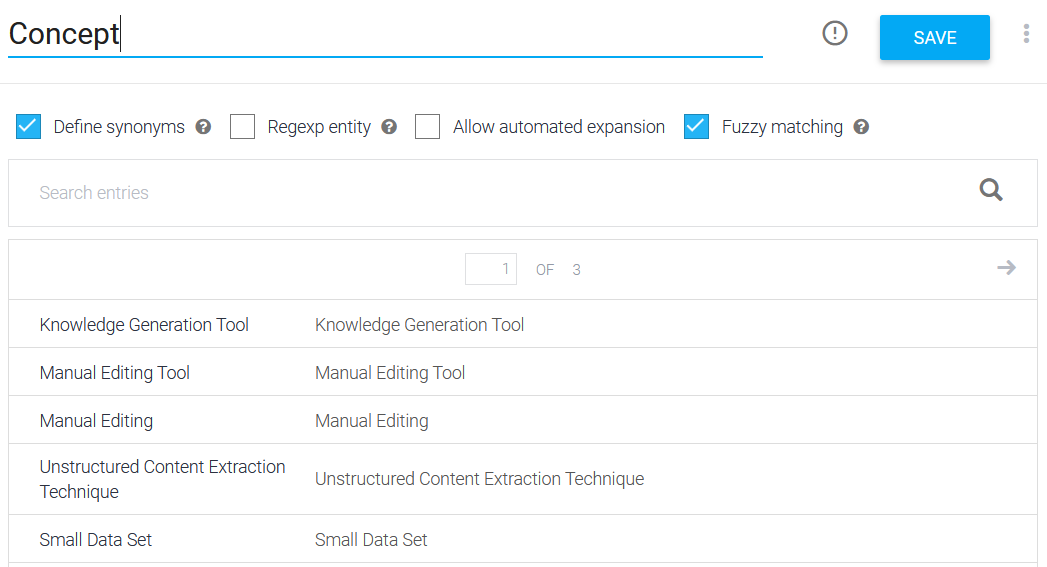 Concept
SAVE
Define synonyms ? Regexp entity ? Allow automated expansion Fuzzy matching ?
Search entries
1 OF 3
Knowledge Generation Tool Knowledge Generation Tool
Manual Editing Tool Manual Editing Tool
Manual Editing Manual Editing
Unstructured Content Extraction
Technique Unstructured Content Extraction Technique
Small Data Set Small Data Set